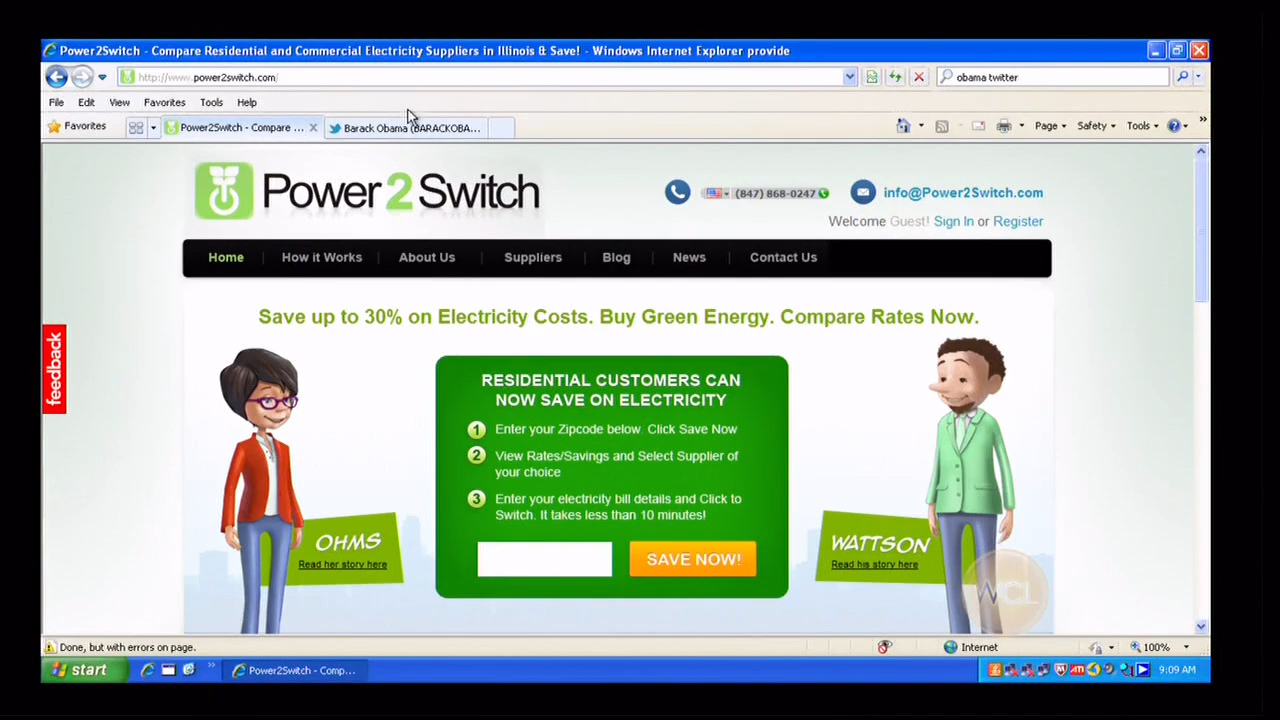 Power2Switch - Compare Residential and Commercial Electricity Suppliers in Illinois & Save! - Windows Internet Explorer provide
http://www.power2switch.com/
obama twitter
File Edit View Favorites Tools Help
Favorites
Power2Switch - Compare ...
Barack Obama (BARACKOBA...
Page Safety Tools
Power2Switch
(847) 868-0247
info@Power2Switch.com
Welcome Guest! Sign In or Register
Home How it Works About Us Suppliers Blog News Contact Us
Save up to 30% on Electricity Costs. Buy Green Energy. Compare Rates Now.
feedback
RESIDENTIAL CUSTOMERS CAN
NOW SAVE ON ELECTRICITY
1 Enter your Zipcode below Click Save Now
2 View Rates/Savings and Select Supplier of
your choice
3 Enter your electricity bill details and Click to
Switch. It takes less than 10 minutes!
SAVE NOW!
OHMS
Read her story here
WATTSON
Read his story here
WCL
Done, but with errors on page.
Internet
100%
start
Power2Switch - Comp...
9:09 AM